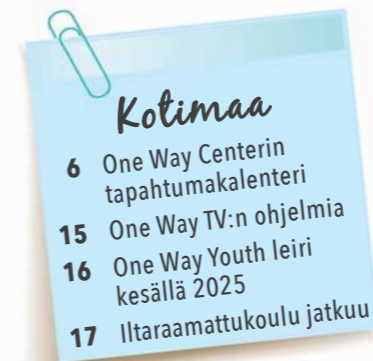 Kotimaa
6 One Way Centerin
tapahtumakalenteri
15 One Way TV:n ohjelmia
16 One Way Youth leiri
kesällä 2025
17 Iltaraamattukoulu jatkuu